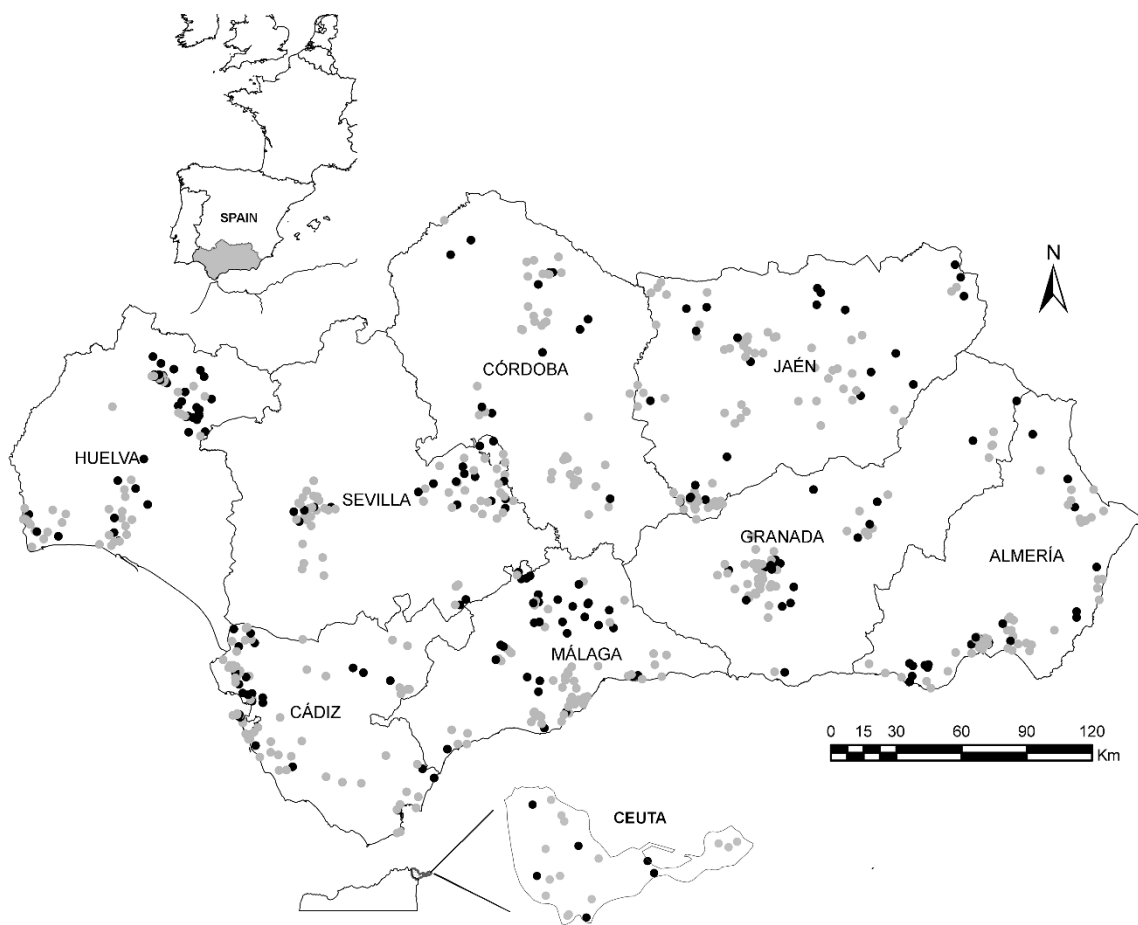 SPAIN
N
CÓRDOBA
JAÉN
HUELVA
SEVILLA
GRANADA
ALMERÍA
MÁLAGA
CÁDIZ
0 15 30 60 90 120
Km
CEUTA